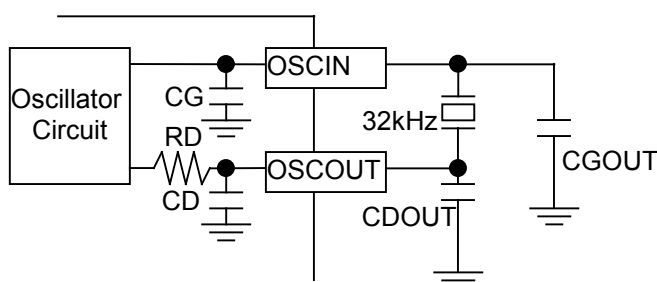 OSCIN
Oscillator
Circuit
CG
32kHz
CGOUT
RD
OSCOUT
CD
CDOUT